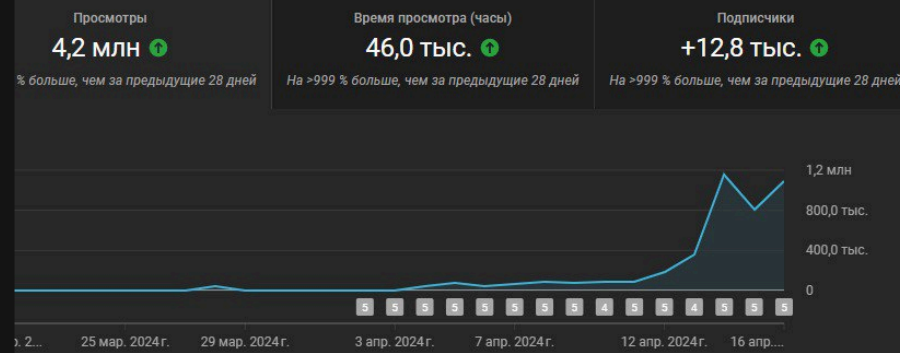 Просмотры
4,2 млн
% больше, чем за предыдущие 28 дней
Время просмотра (часы)
46,0 тыс.
На >999 % больше, чем за предыдущие 28 дней
Подписчики
+12,8 тыс.
На >999 % больше, чем за предыдущие 28 дней
1,2 млн
800,0 тыс.
400,0 тыс.
0
5 5 5 5 5 5 5 5 4 5 5 4 5 5 5
р. 2... 25 мар. 2024 г. 29 мар. 2024 г. 3 апр. 2024 г. 7 апр. 2024 г. 12 апр. 2024 г. 16 апр....